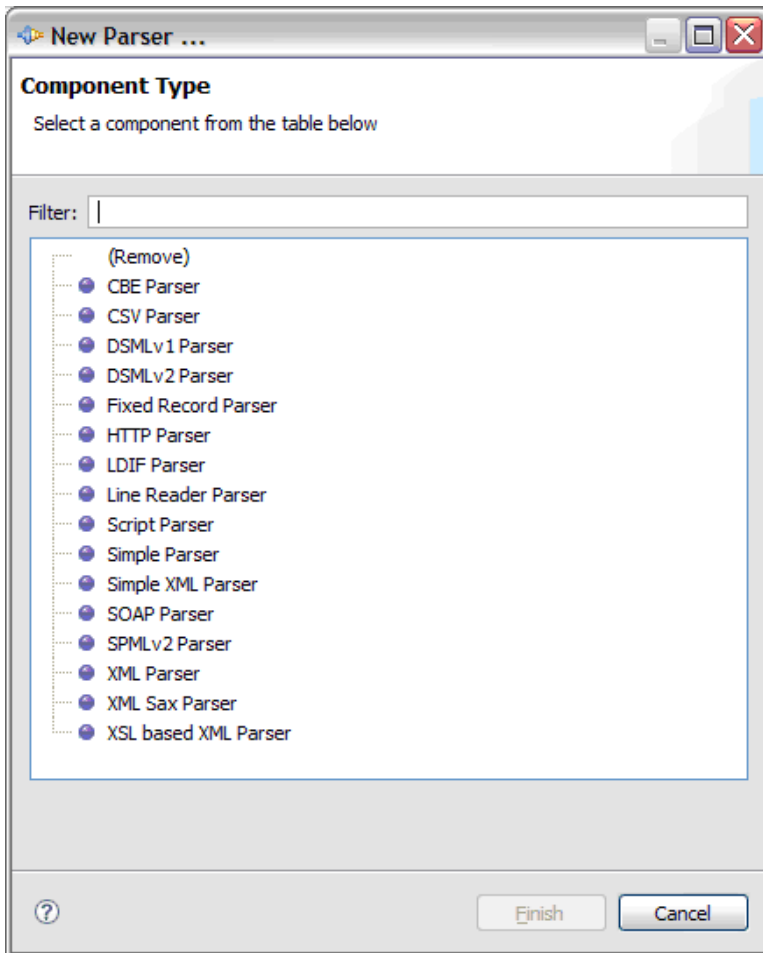 New Parser ...
Component Type
Select a component from the table below
Filter:
(Remove)
CBE Parser
CSV Parser
DSMLv1 Parser
DSMLv2 Parser
Fixed Record Parser
HTTP Parser
LDIF Parser
Line Reader Parser
Script Parser
Simple Parser
Simple XML Parser
SOAP Parser
SPMLv2 Parser
XML Parser
XML Sax Parser
XSL based XML Parser
? Finish Cancel